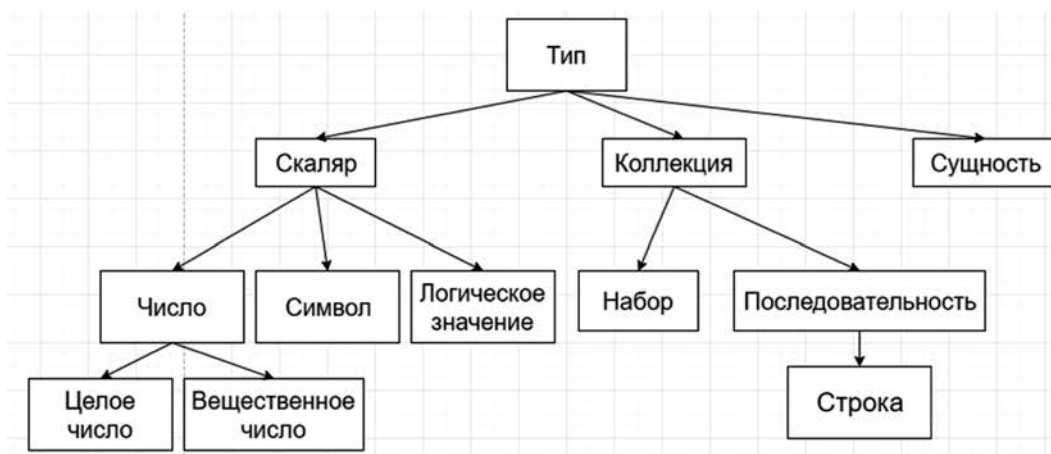 Тип
Скаляр
Коллекция
Сущность
Число
Символ
Логическое
значение
Набор
Последовательность
Целое
число
Вещественное
число
Строка